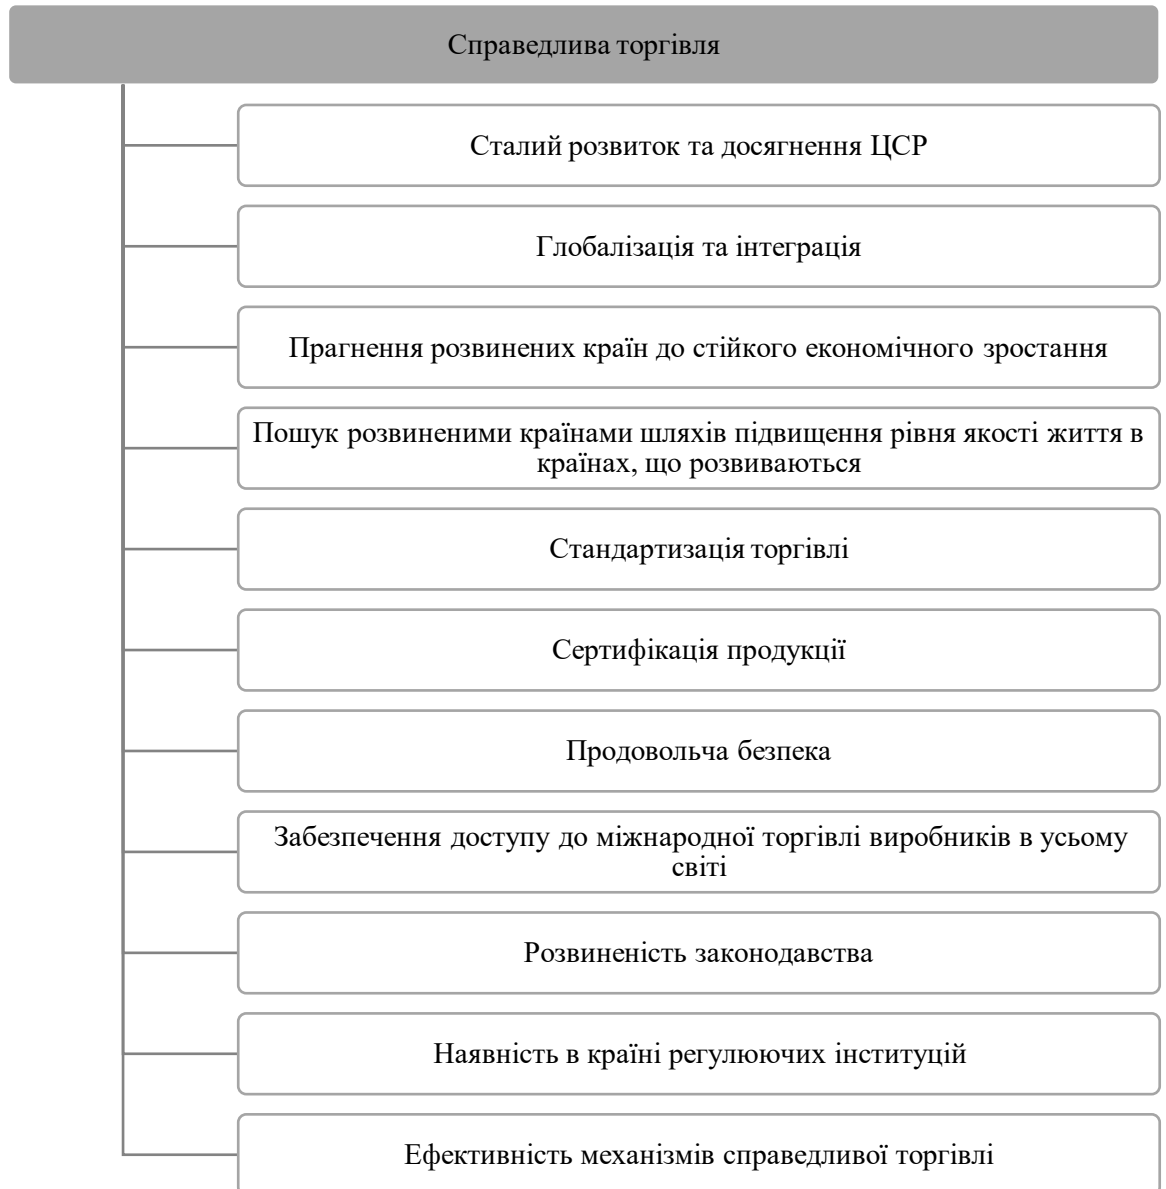 Справедлива торгівля
Сталий розвиток та досягнення ЦСР
Глобалізація та інтеграція
Прагнення розвинених країн до стійкого економічного зростання
Пошук розвиненими країнами шляхів підвищення рівня якості життя в
країнах, що розвиваються
Стандартизація торгівлі
Сертифікація продукції
Продовольча безпека
Забезпечення доступу до міжнародної торгівлі виробників в усьому
світі
Розвиненість законодавства
Наявність в країні регулюючих інституцій
Ефективність механізмів справедливої торгівлі